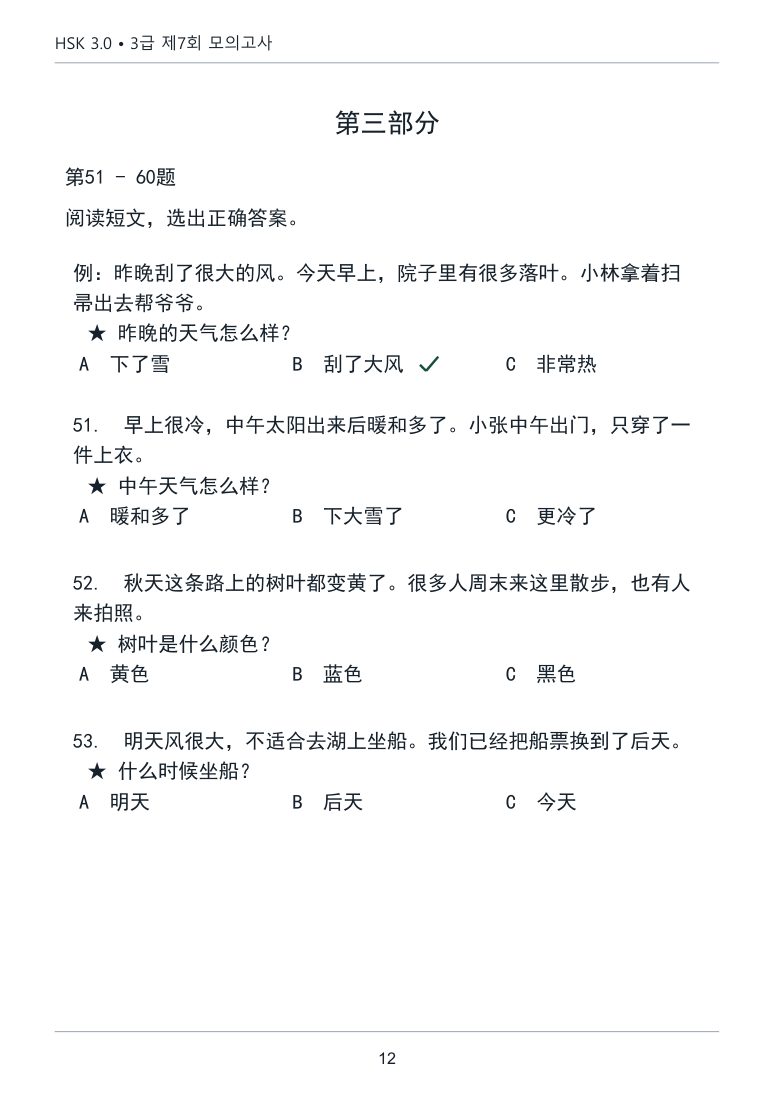 HSK 3.0 • 3급 제7회 모의고사
第三部分
第51 - 60题
阅读短文，选出正确答案。
例：昨晚刮了很大的风。今天早上，院子里有很多落叶。小林拿着扫
帚出去帮爷爷。
★ 昨晚的天气怎么样？
A 下了雪 B 刮了大风 ✓ C 非常热
51. 早上很冷，中午太阳出来后暖和多了。小张中午出门，只穿了一
件上衣。
★ 中午天气怎么样？
A 暖和多了 B 下大雪了 C 更冷了
52. 秋天这条路上的树叶都变黄了。很多人周末来这里散步，也有人
来拍照。
★ 树叶是什么颜色？
A 黄色 B 蓝色 C 黑色
53. 明天风很大，不适合去湖上坐船。我们已经把船票换到了后天。
★ 什么时候坐船？
A 明天 B 后天 C 今天
12